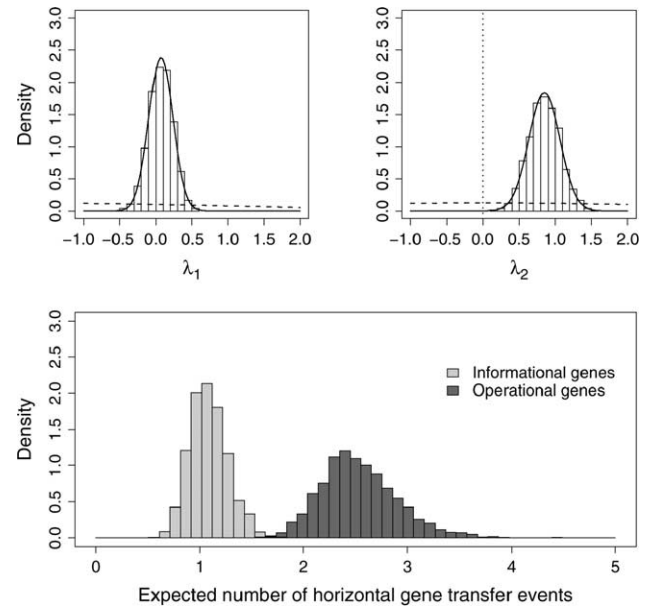 3.0
2.5
2.0
1.5
1.0
0.5
0.0
Density
−1.0 −0.5 0.0 0.5 1.0 1.5 2.0
λ1
3.0
2.5
2.0
1.5
1.0
0.5
0.0
−1.0 −0.5 0.0 0.5 1.0 1.5 2.0
λ2
3.0
2.5
2.0
1.5
1.0
0.5
0.0
Density
Informational genes
Operational genes
0 1 2 3 4 5
Expected number of horizontal gene transfer events